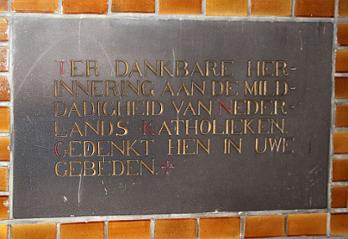 TER DANKBARE HER-
INNERING AAN DE MILD-
DADIGHEID VAN NEDER-
LANDS KATHOLIEKEN.
GEDENKT HEN IN UWE
GEBEDEN.